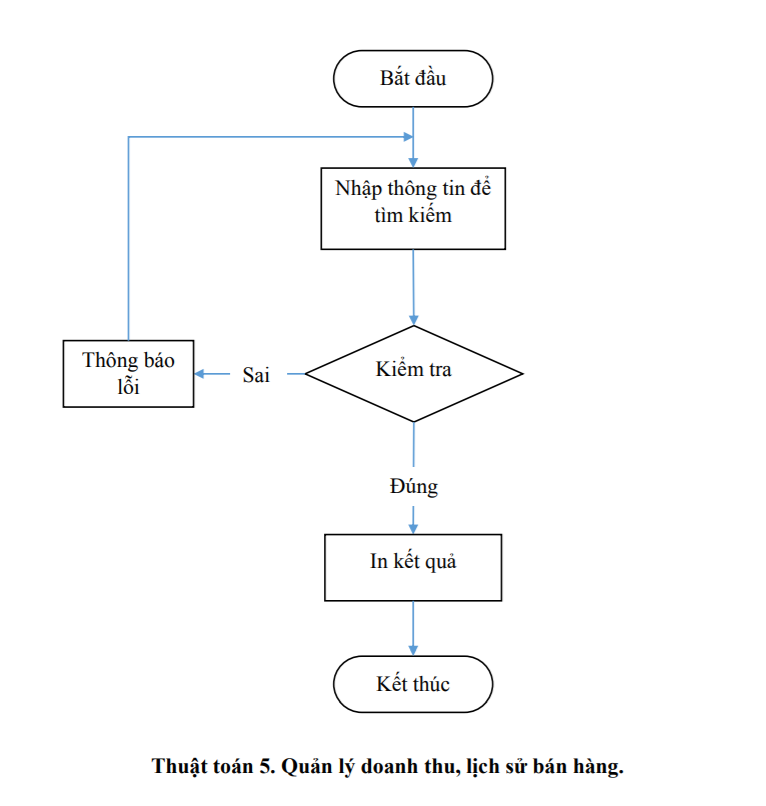 Bắt đầu
Nhập thông tin để
tìm kiếm
Kiểm tra
Thông báo
lỗi
Sai
Đúng
In kết quả
Kết thúc
Thuật toán 5. Quản lý doanh thu, lịch sử bán hàng.